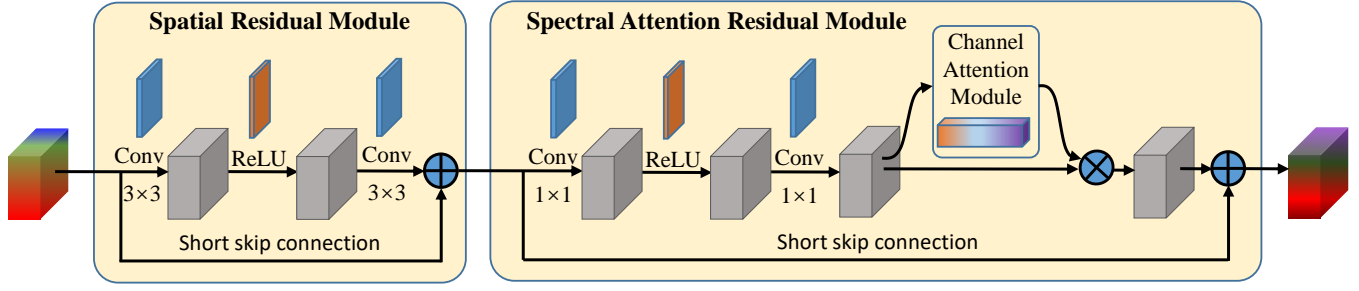 Spatial Residual Module
Conv
3×3
ReLU
Conv
3×3
Short skip connection
Spectral Attention Residual Module
Conv
1×1
ReLU
Conv
1×1
Channel
Attention
Module
Short skip connection